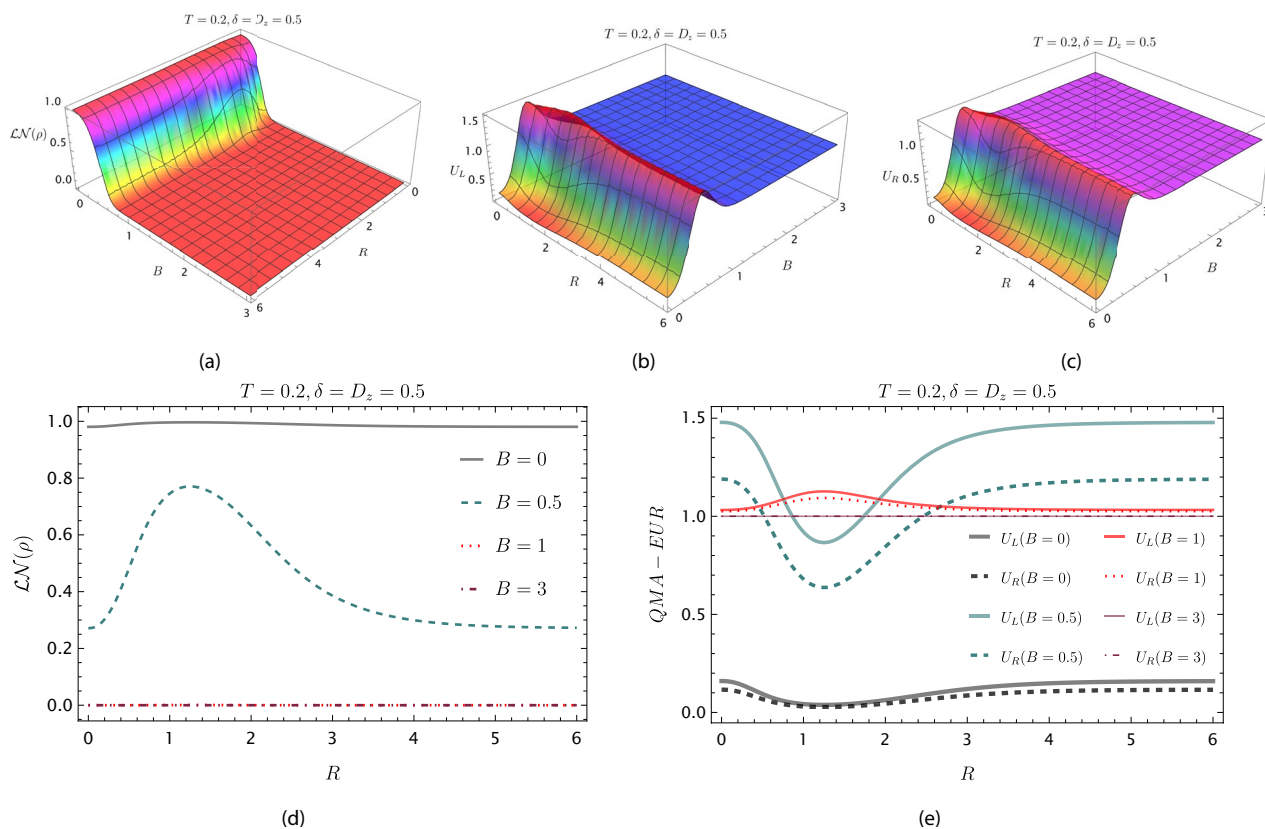 T = 0.2, δ = D_z = 0.5
1.0
ℒ𝒩(ρ)
0.5
0.0
0
1
B
2
3
0
2
R
4
6
(a)
T = 0.2, δ = D_z = 0.5
1.5
1.0
U_L
0.5
0
2
R
4
6
0
1
B
2
3
(b)
T = 0.2, δ = D_z = 0.5
1.0
U_R
0.5
0
2
R
4
6
0
1
B
2
3
(c)
T = 0.2, δ = D_z = 0.5
ℒ𝒩(ρ)
1.0
0.8
0.6
0.4
0.2
0.0
B = 0
B = 0.5
B = 1
B = 3
0 1 2 3 4 5 6
R
(d)
T = 0.2, δ = D_z = 0.5
QMA − EUR
1.5
1.0
0.5
0.0
U_L(B = 0) U_L(B = 1)
U_R(B = 0) U_R(B = 1)
U_L(B = 0.5) U_L(B = 3)
U_R(B = 0.5) U_R(B = 3)
0 1 2 3 4 5 6
R
(e)